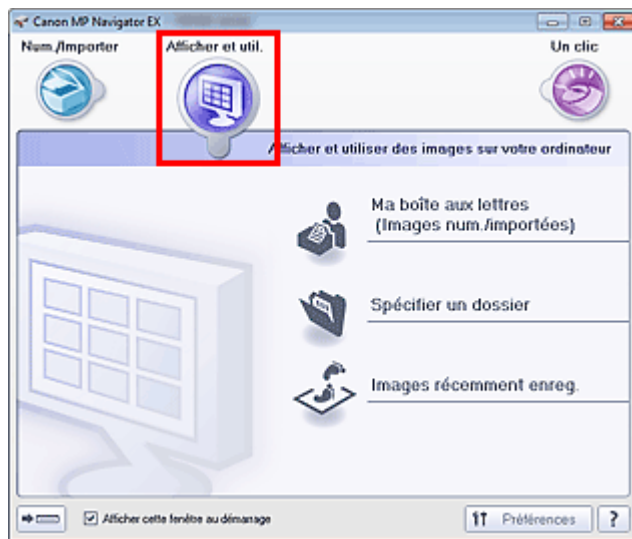 Canon MP Navigator EX
Num./Importer
Afficher et util.
Un clic
Afficher et utiliser des images sur votre ordinateur
Ma boîte aux lettres
(Images num./importées)
Spécifier un dossier
Images récemment enreg.
Afficher cette fenêtre au démarrage
Préférences
?